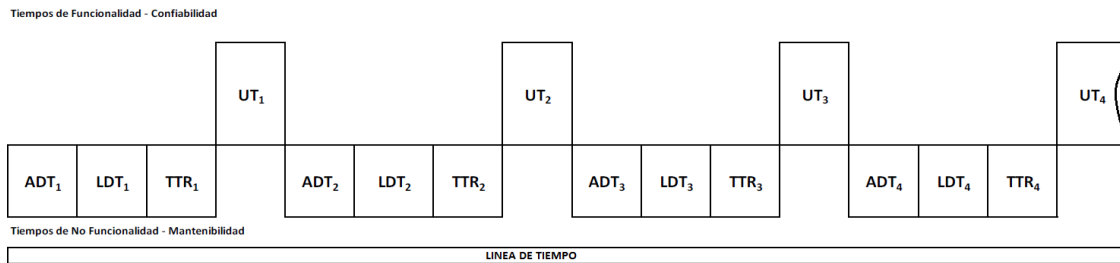 Tiempos de Funcionalidad - Confiabilidad
UT₁ UT₂ UT₃ UT₄
ADT₁ LDT₁ TTR₁ ADT₂ LDT₂ TTR₂ ADT₃ LDT₃ TTR₃ ADT₄ LDT₄ TTR₄
Tiempos de No Funcionalidad - Mantenibilidad
LINEA DE TIEMPO